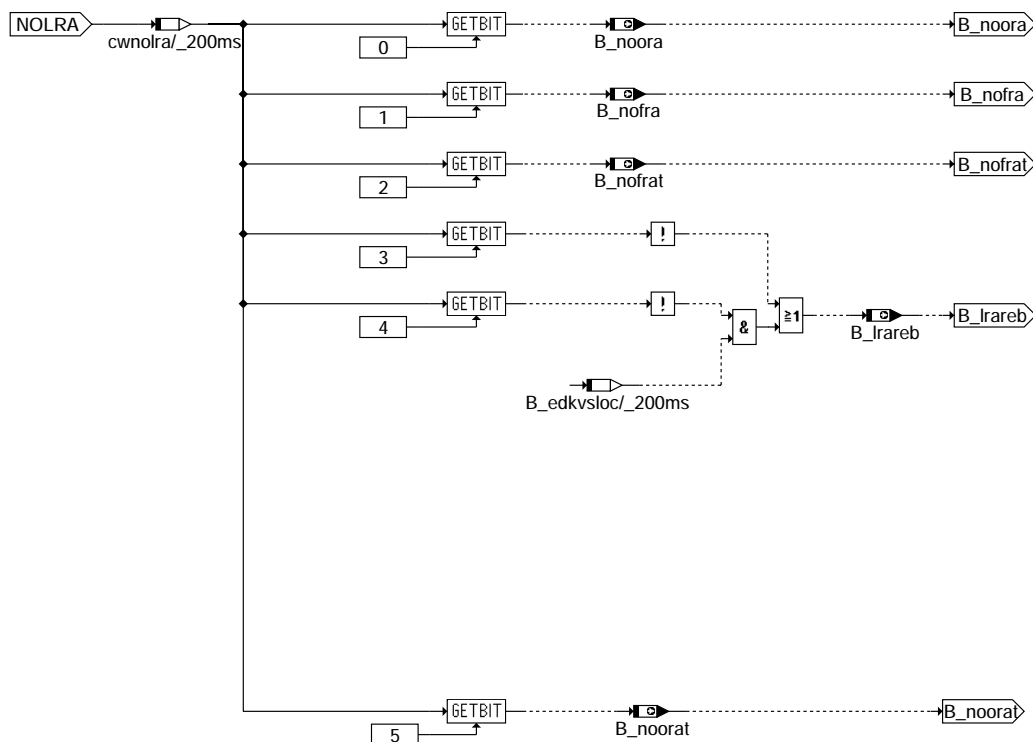 NOLRA
cwnolra/_200ms
GETBIT
0
B_noora
B_noora
GETBIT
1
B_nofra
B_nofra
GETBIT
2
B_nofrat
B_nofrat
GETBIT
3
!
GETBIT
4
!
&
≥1
B_lrareb
B_lrareb
B_edkvsloc/_200ms
GETBIT
5
B_noorat
B_noorat